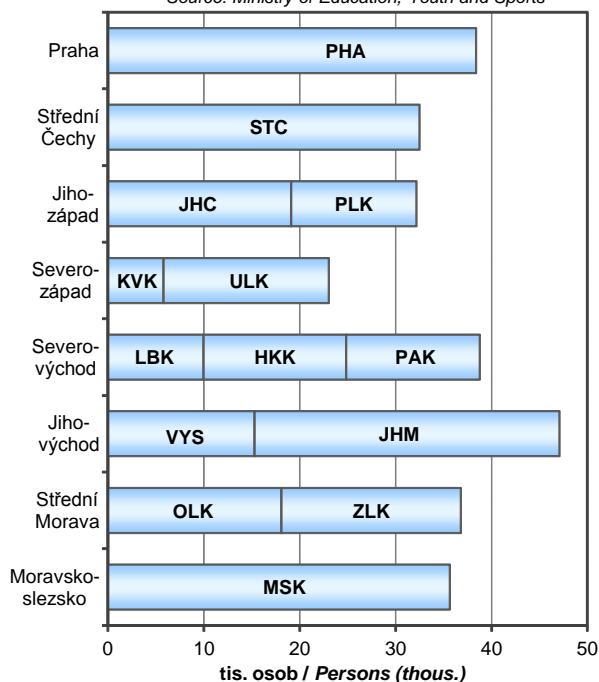 Source: Ministry of Education, Youth and Sports
Praha
PHA
Střední
Čechy
STC
Jiho-
západ
JHC
PLK
Severo-
západ
KVK
ULK
Severo-
východ
LBK
HKK
PAK
Jiho-
východ
VYS
JHM
Střední
Morava
OLK
ZLK
Moravsko-
slezsko
MSK
0
10
20
30
40
50
tis. osob / Persons (thous.)